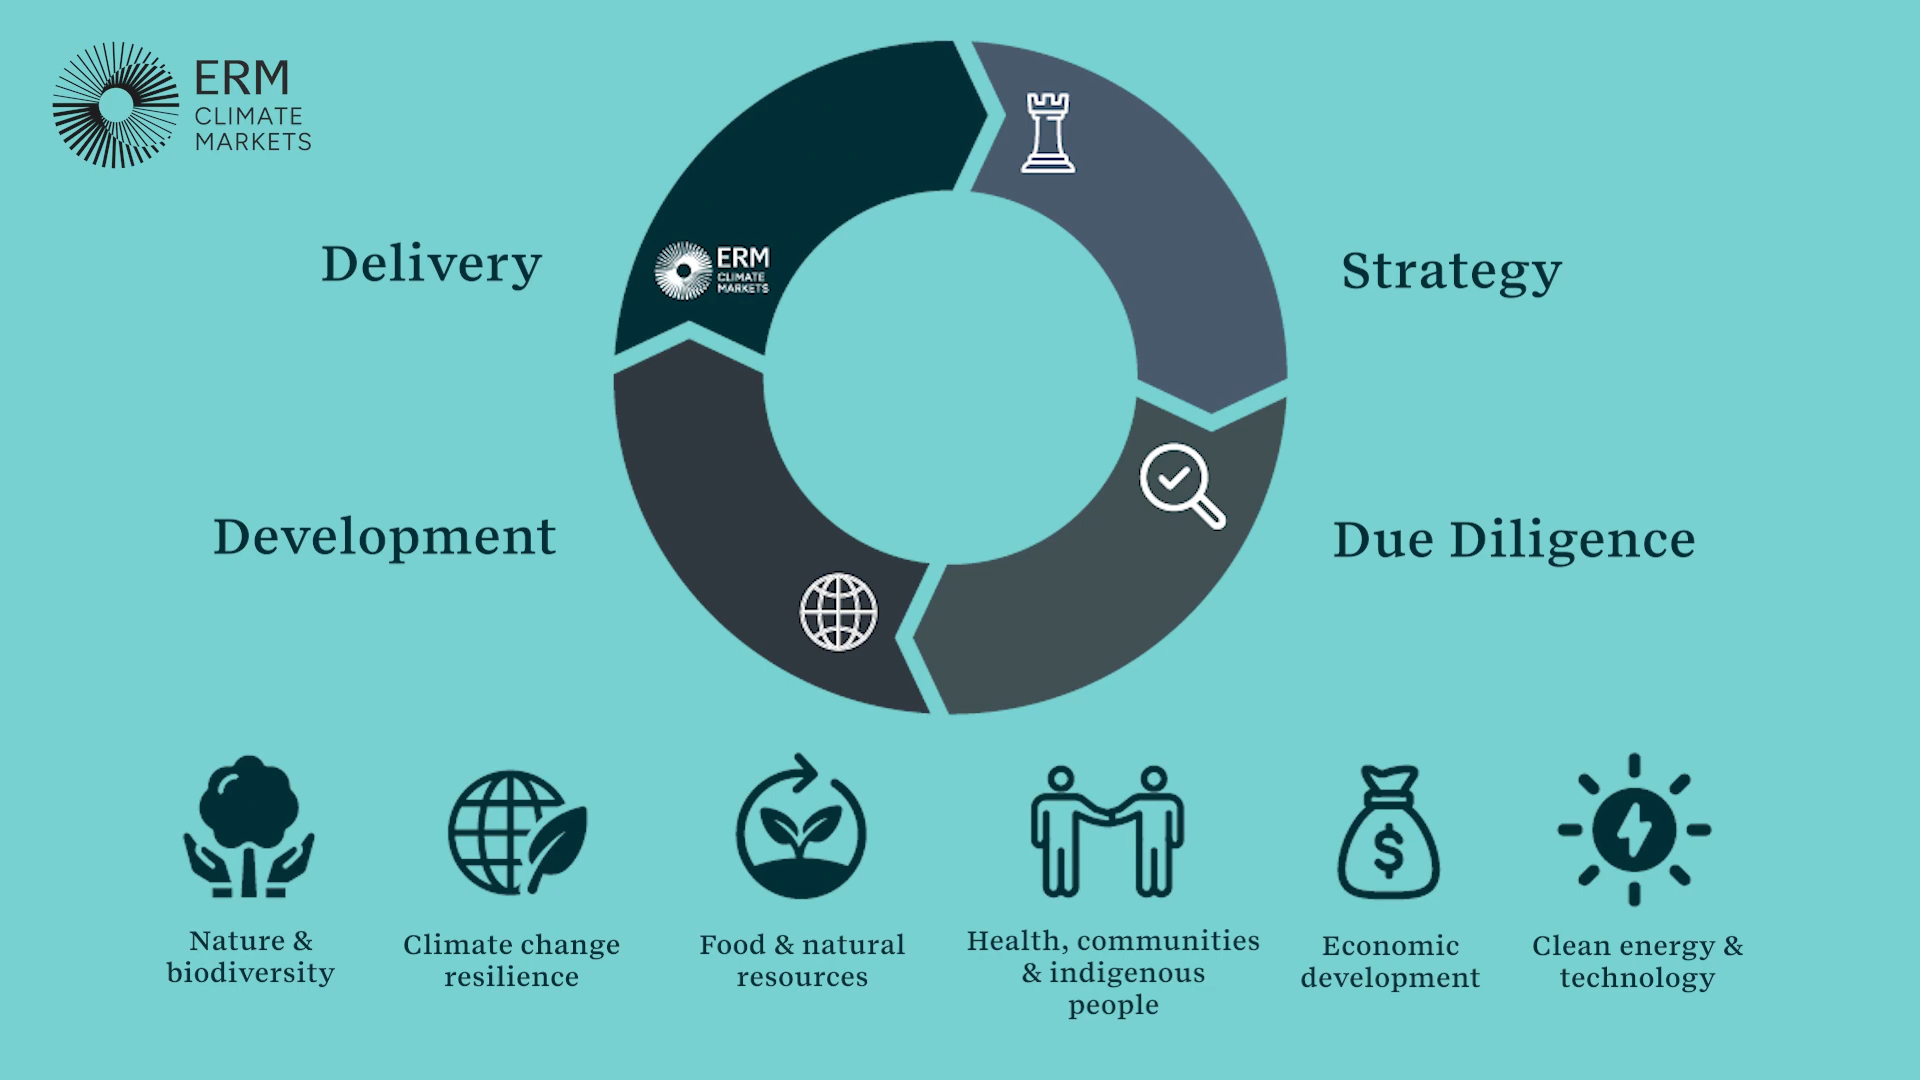 ERM
CLIMATE
MARKETS
Delivery
ERM
CLIMATE
MARKETS
Strategy
Development
Due Diligence
$
Nature &
biodiversity
Climate change
resilience
Food & natural
resources
Health, communities
& indigenous
people
Economic
development
Clean energy &
technology